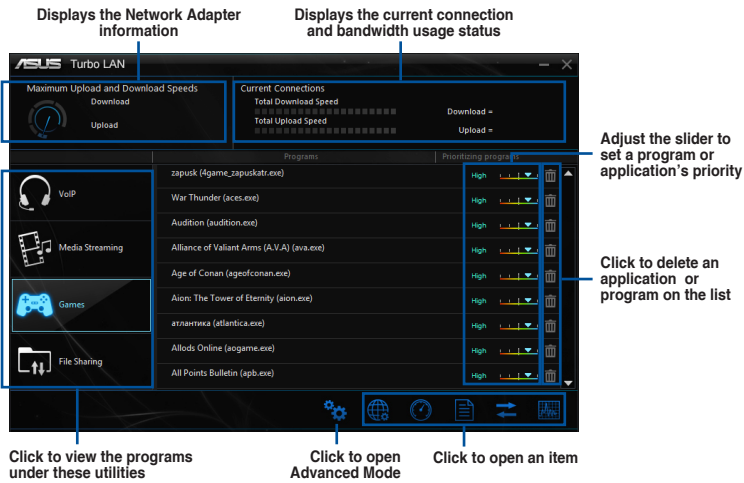 Displays the Network Adapter
information
Displays the current connection
and bandwidth usage status
ASUS Turbo LAN
Maximum Upload and Download Speeds
Download
Upload
Current Connections
Total Download Speed
Download =
Total Upload Speed
Upload =
Programs
Prioritizing programs
VoIP
Media Streaming
Games
File Sharing
zapusk (4game_zapuskatr.exe)
High
War Thunder (aces.exe)
High
Audition (audition.exe)
High
Alliance of Valiant Arms (A.V.A) (ava.exe)
High
Age of Conan (ageofconan.exe)
High
Aion: The Tower of Eternity (aion.exe)
High
атлантика (atlantica.exe)
High
Allods Online (aogame.exe)
High
All Points Bulletin (apb.exe)
High
Adjust the slider to
set a program or
application's priority
Click to delete an
application or
program on the list
Click to view the programs
under these utilities
Click to open
Advanced Mode
Click to open an item